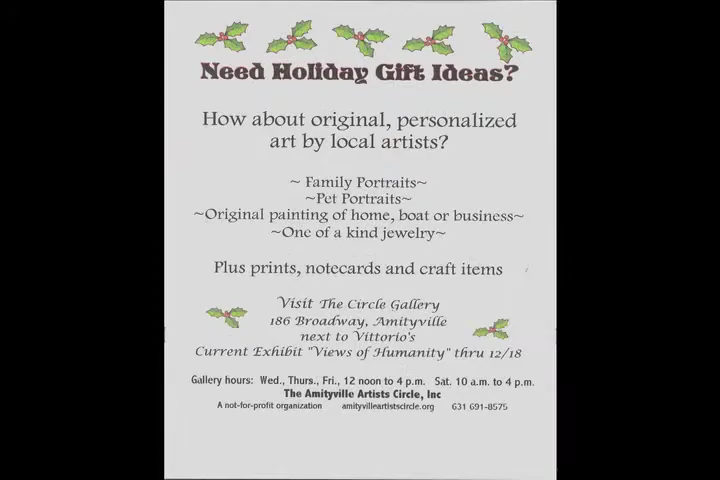 Need Holiday Gift Ideas?
How about original, personalized
art by local artists?
~ Family Portraits~
~Pet Portraits~
~Original painting of home, boat or business~
~One of a kind jewelry~
Plus prints, notecards and craft items
Visit The Circle Gallery
186 Broadway, Amityville
next to Vittorio's
Current Exhibit "Views of Humanity" thru 12/18
Gallery hours: Wed., Thurs., Fri., 12 noon to 4 p.m. Sat. 10 a.m. to 4 p.m.
The Amityville Artists Circle, Inc
A not-for-profit organization amityvilleartistscircle.org 631 691-8575